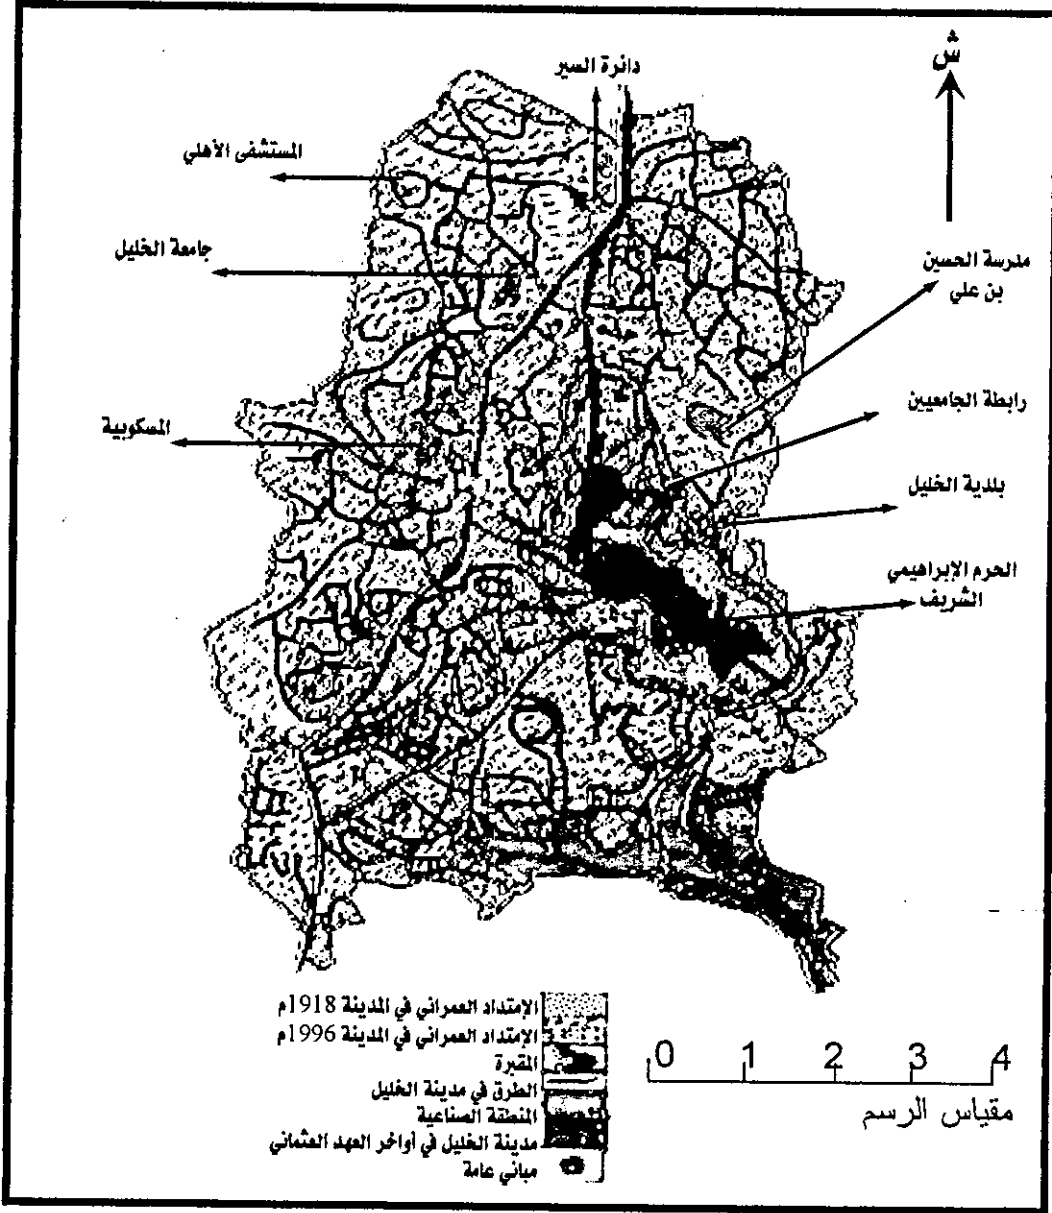 ش
دائرة السير
المستشفى الأهلي
جامعة الخليل
مدرسة الحسين
بن علي
رابطة الجامعيين
المسكوبية
بلدية الخليل
الحرم الإبراهيمي
الشريف
الإمتداد العمراني في المدينة 1918م
الإمتداد العمراني في المدينة 1996م
المقبرة
الطرق في مدينة الخليل
المنطقة الصناعية
مدينة الخليل في أواخر العهد العثماني
مباني عامة
0 1 2 3 4
مقياس الرسم